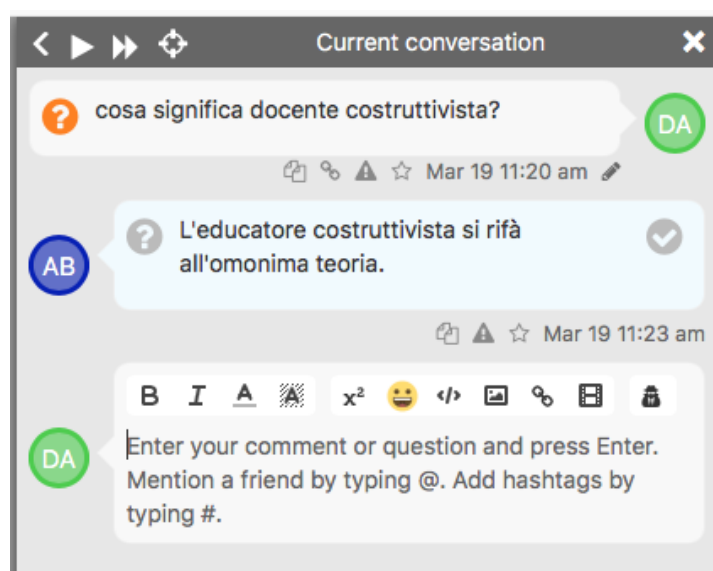 Current conversation
cosa significa docente costruttivista?
DA
Mar 19 11:20 am
AB
L'educatore costruttivista si rifà
all'omonima teoria.
Mar 19 11:23 am
B I A A x² </>
DA
Enter your comment or question and press Enter.
Mention a friend by typing @. Add hashtags by
typing #.